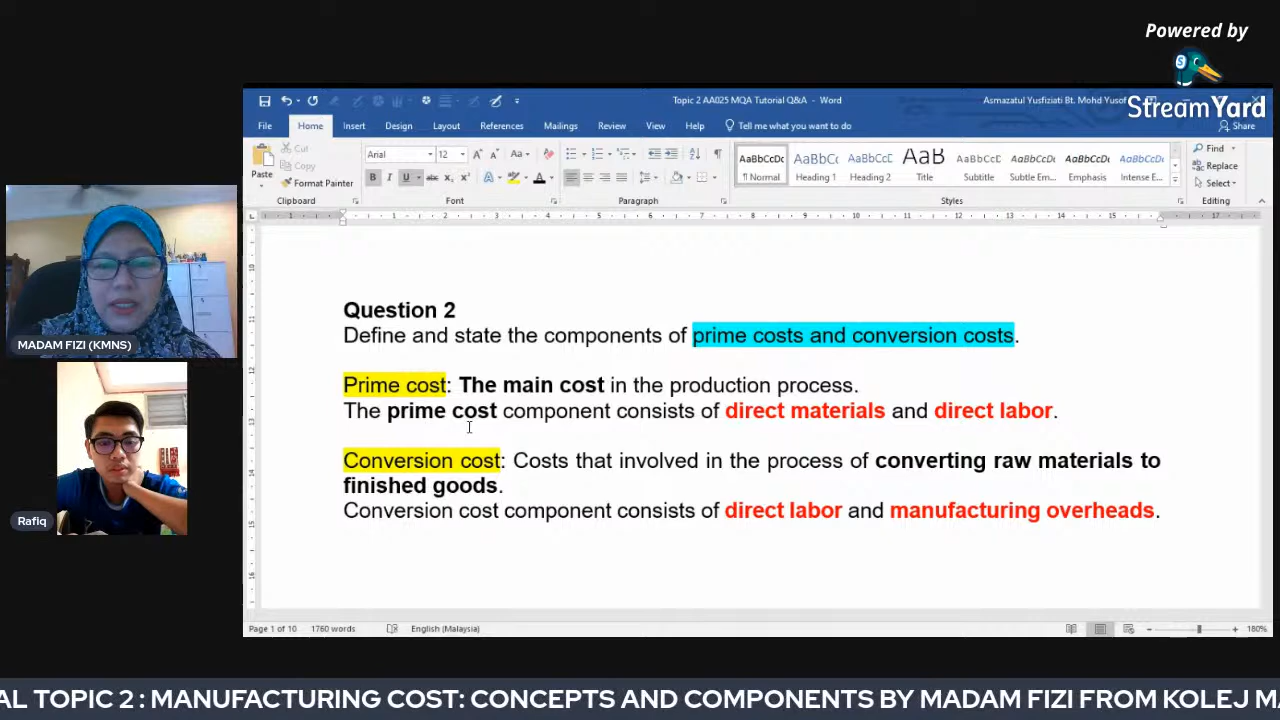 Powered by
StreamYard
Topic 2 AA025 MQA Tutorial Q&A - Word
Asmazatul Yusfiziati Bt. Mohd Yusof
File Home Insert Design Layout References Mailings Review View Help Tell me what you want to do Share
Paste
Cut
Copy
Format Painter
Clipboard
Arial 12
B I U abc x₂ x²
Font
Paragraph
AaBbCcDc AaBbC AaBbCcC AaB AaBbCcD AaBbCcDc AaBbCcDc AaBbCcDc
¶ Normal Heading 1 Heading 2 Title Subtitle Subtle Em... Emphasis Intense E...
Styles
Find
Replace
Select
Editing
Question 2
Define and state the components of prime costs and conversion costs.
Prime cost: The main cost in the production process.
The prime cost component consists of direct materials and direct labor.
Conversion cost: Costs that involved in the process of converting raw materials to
finished goods.
Conversion cost component consists of direct labor and manufacturing overheads.
MADAM FIZI (KMNS)
Rafiq
Page 1 of 10 1760 words English (Malaysia) 180%
AL TOPIC 2 : MANUFACTURING COST: CONCEPTS AND COMPONENTS BY MADAM FIZI FROM KOLEJ MA